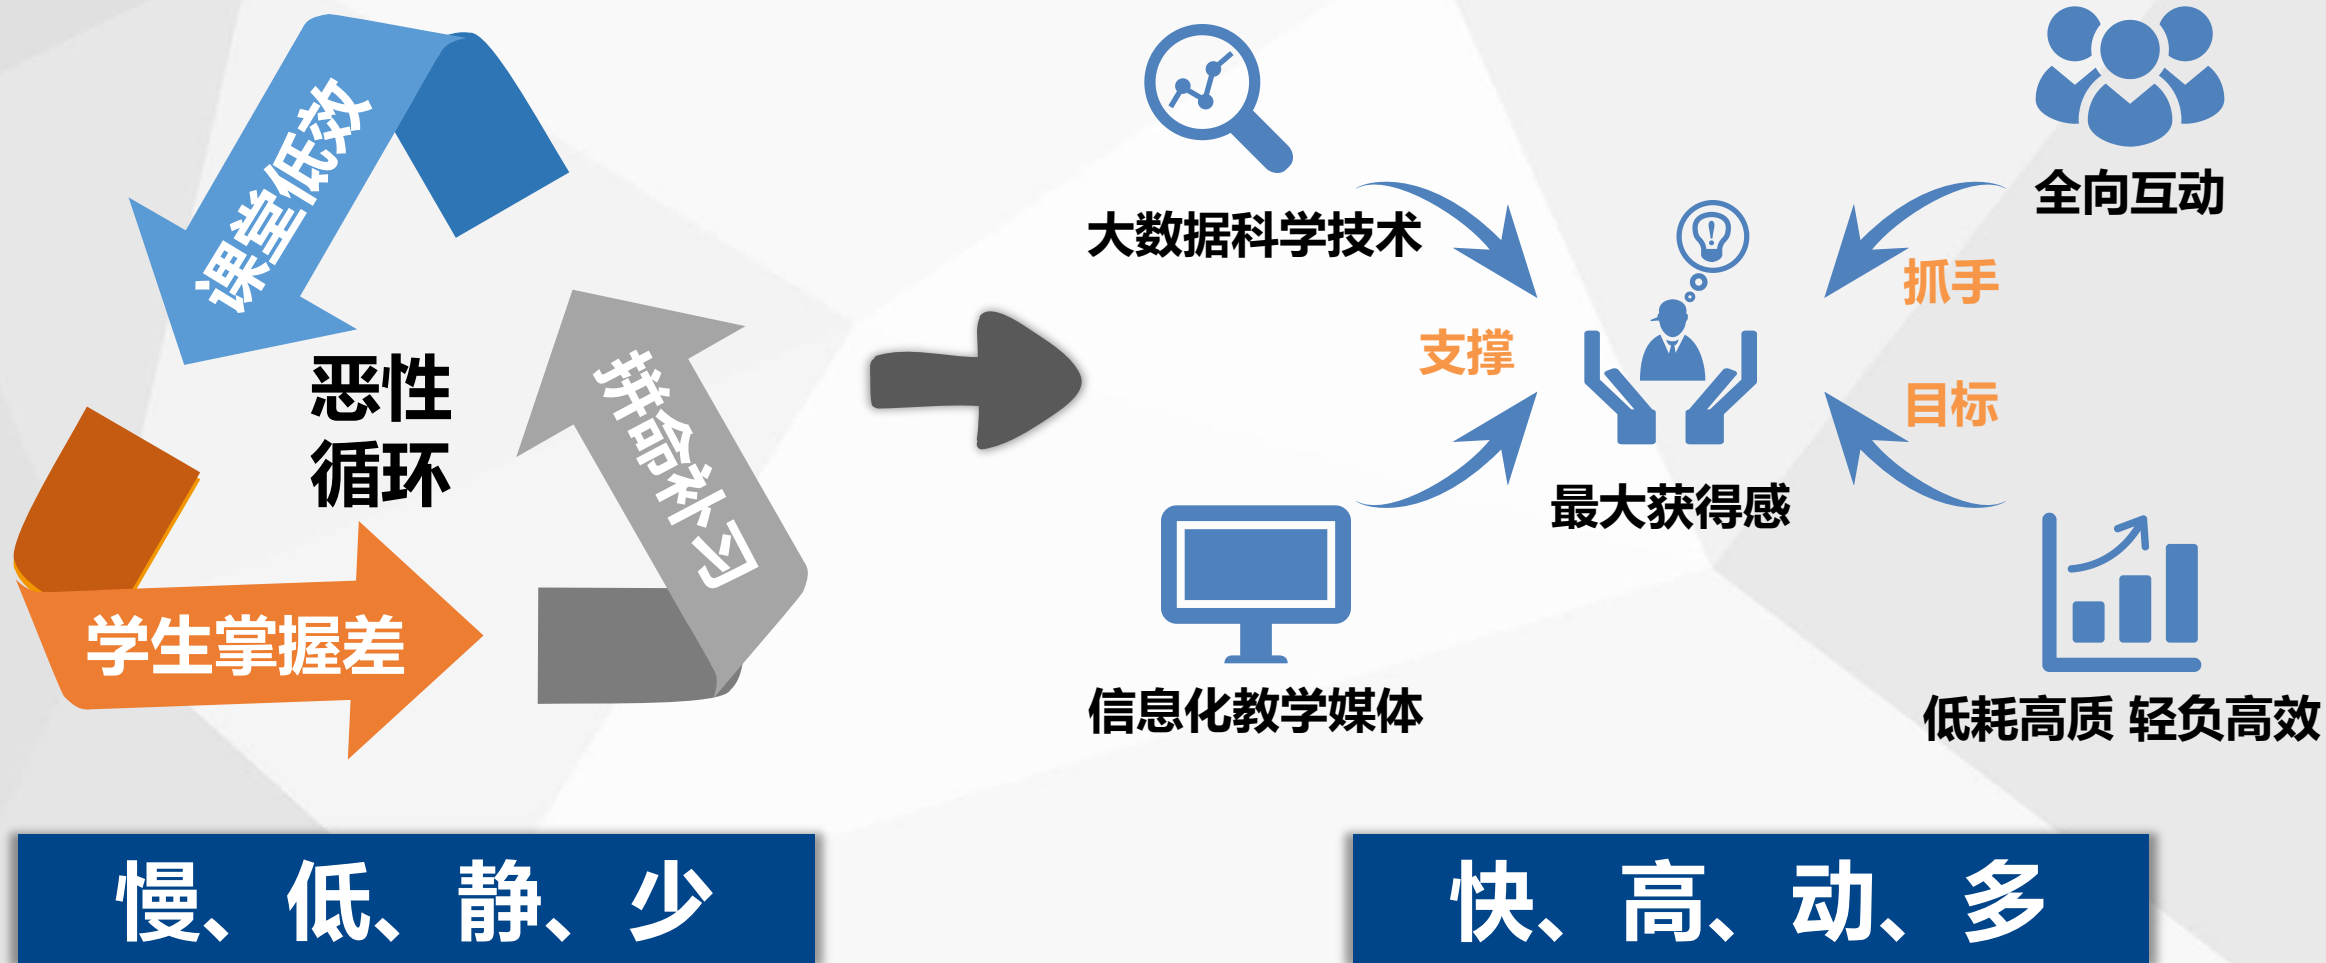 课堂低效
恶性
循环
拼命补习
学生掌握差
慢、低、静、少
大数据科学技术
全向互动
抓手
支撑
目标
最大获得感
信息化教学媒体
低耗高质 轻负高效
快、高、动、多